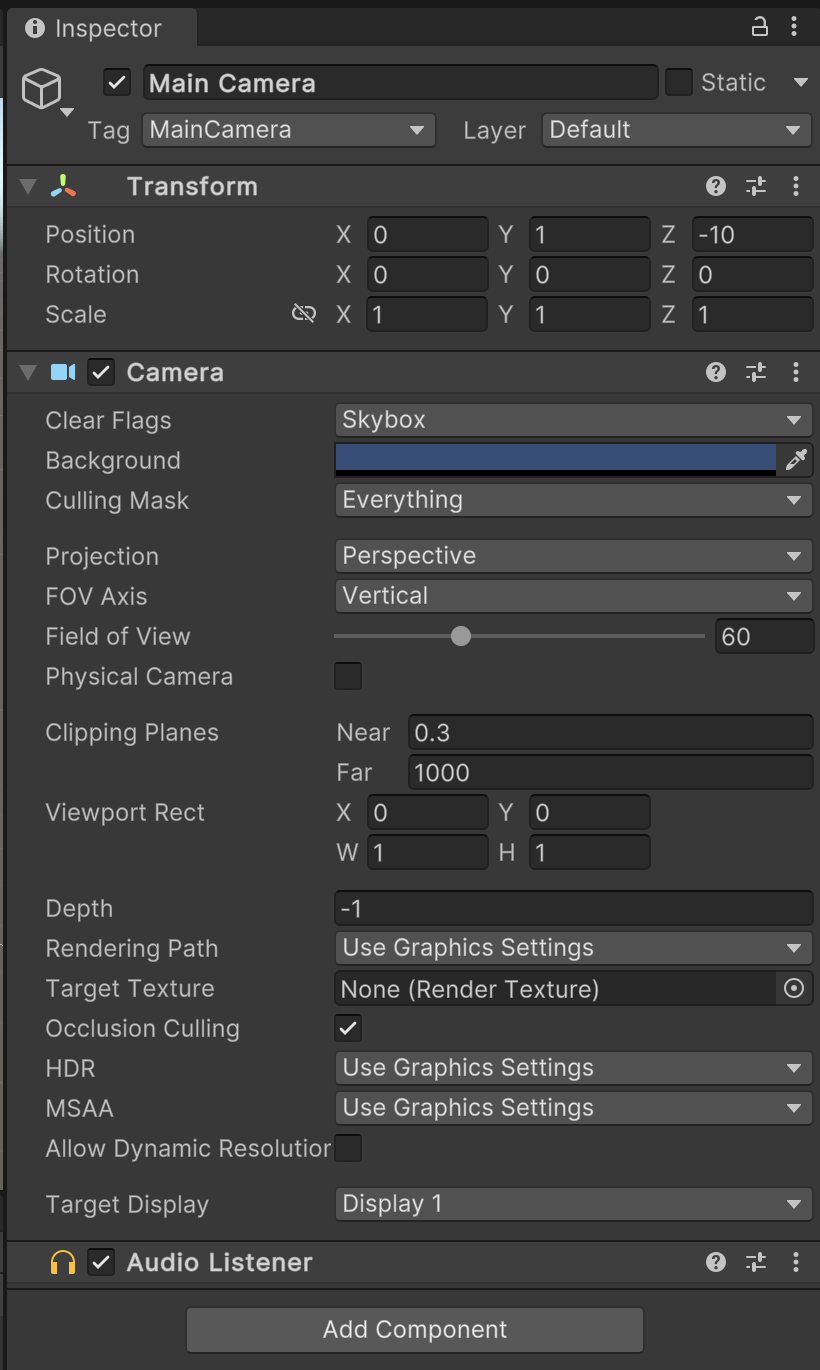 Inspector
Main Camera Static
Tag MainCamera Layer Default
Transform
Position X 0 Y 1 Z -10
Rotation X 0 Y 0 Z 0
Scale X 1 Y 1 Z 1
Camera
Clear Flags Skybox
Background
Culling Mask Everything
Projection Perspective
FOV Axis Vertical
Field of View 60
Physical Camera
Clipping Planes Near 0.3
Far 1000
Viewport Rect X 0 Y 0
W 1 H 1
Depth -1
Rendering Path Use Graphics Settings
Target Texture None (Render Texture)
Occlusion Culling
HDR Use Graphics Settings
MSAA Use Graphics Settings
Allow Dynamic Resolution
Target Display Display 1
Audio Listener
Add Component